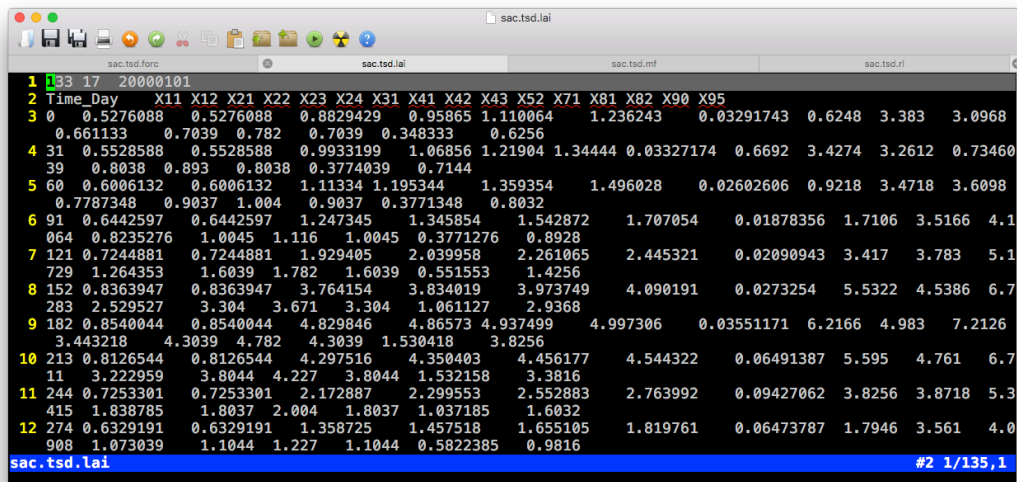 sac.tsd.lai
sac.tsd.forc sac.tsd.lai sac.tsd.mf sac.tsd.rl
1 133 17 20000101
2 Time_Day X11 X12 X21 X22 X23 X24 X31 X41 X42 X43 X52 X71 X81 X82 X90 X95
3 0 0.5276088 0.5276088 0.8829429 0.95865 1.110064 1.236243 0.03291743 0.6248 3.383 3.0968
0.661133 0.7039 0.782 0.7039 0.348333 0.6256
4 31 0.5528588 0.5528588 0.9933199 1.06856 1.21904 1.34444 0.03327174 0.6692 3.4274 3.2612 0.73460
39 0.8038 0.893 0.8038 0.3774039 0.7144
5 60 0.6006132 0.6006132 1.11334 1.195344 1.359354 1.496028 0.02602606 0.9218 3.4718 3.6098
0.7787348 0.9037 1.004 0.9037 0.3771348 0.8032
6 91 0.6442597 0.6442597 1.247345 1.345854 1.542872 1.707054 0.01878356 1.7106 3.5166 4.1
064 0.8235276 1.0045 1.116 1.0045 0.3771276 0.8928
7 121 0.7244881 0.7244881 1.929405 2.039958 2.261065 2.445321 0.02090943 3.417 3.783 5.1
729 1.264353 1.6039 1.782 1.6039 0.551553 1.4256
8 152 0.8363947 0.8363947 3.764154 3.834019 3.973749 4.090191 0.0273254 5.5322 4.5386 6.7
283 2.529527 3.304 3.671 3.304 1.061127 2.9368
9 182 0.8540044 0.8540044 4.829846 4.86573 4.937499 4.997306 0.03551171 6.2166 4.983 7.2126
3.443218 4.3039 4.782 4.3039 1.530418 3.8256
10 213 0.8126544 0.8126544 4.297516 4.350403 4.456177 4.544322 0.06491387 5.595 4.761 6.7
11 3.222959 3.8044 4.227 3.8044 1.532158 3.3816
11 244 0.7253301 0.7253301 2.172887 2.299553 2.552883 2.763992 0.09427062 3.8256 3.8718 5.3
415 1.838785 1.8037 2.004 1.8037 1.037185 1.6032
12 274 0.6329191 0.6329191 1.358725 1.457518 1.655105 1.819761 0.06473787 1.7946 3.561 4.0
908 1.073039 1.1044 1.227 1.1044 0.5822385 0.9816
sac.tsd.lai #2 1/135,1